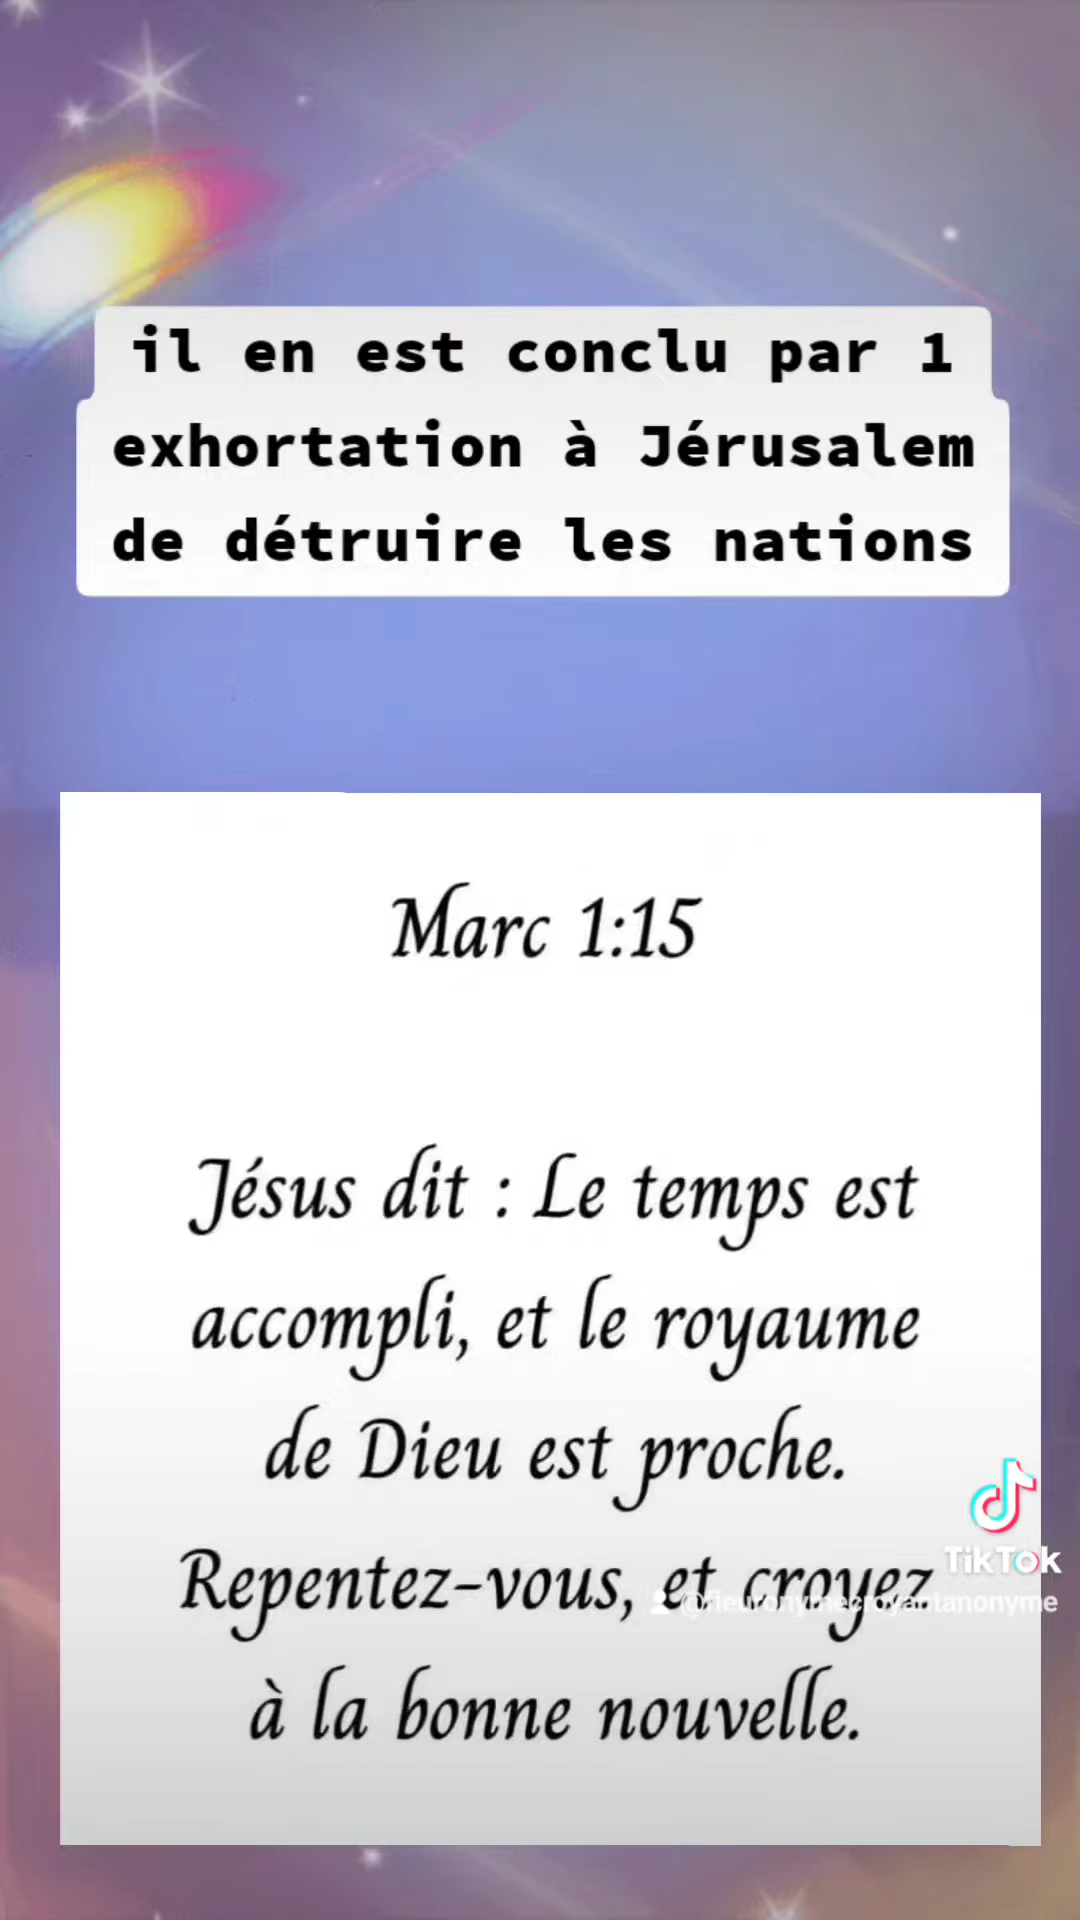 il en est conclu par 1
exhortation à Jérusalem
de détruire les nations
Marc 1:15
Jésus dit : Le temps est
accompli, et le royaume
de Dieu est proche.
Repentez-vous, et croyez
à la bonne nouvelle.
TikTok
@fleuronymecroyantanonyme